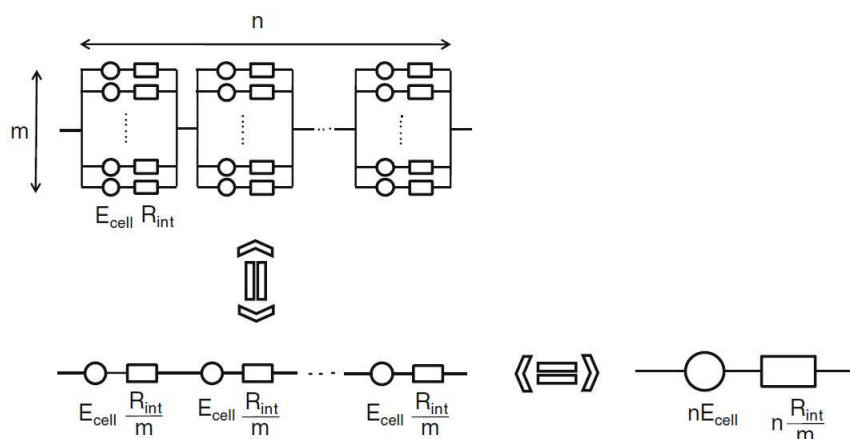 n
m
E_cell R_int
E_cell R_int/m E_cell R_int/m E_cell R_int/m
nE_cell n R_int/m